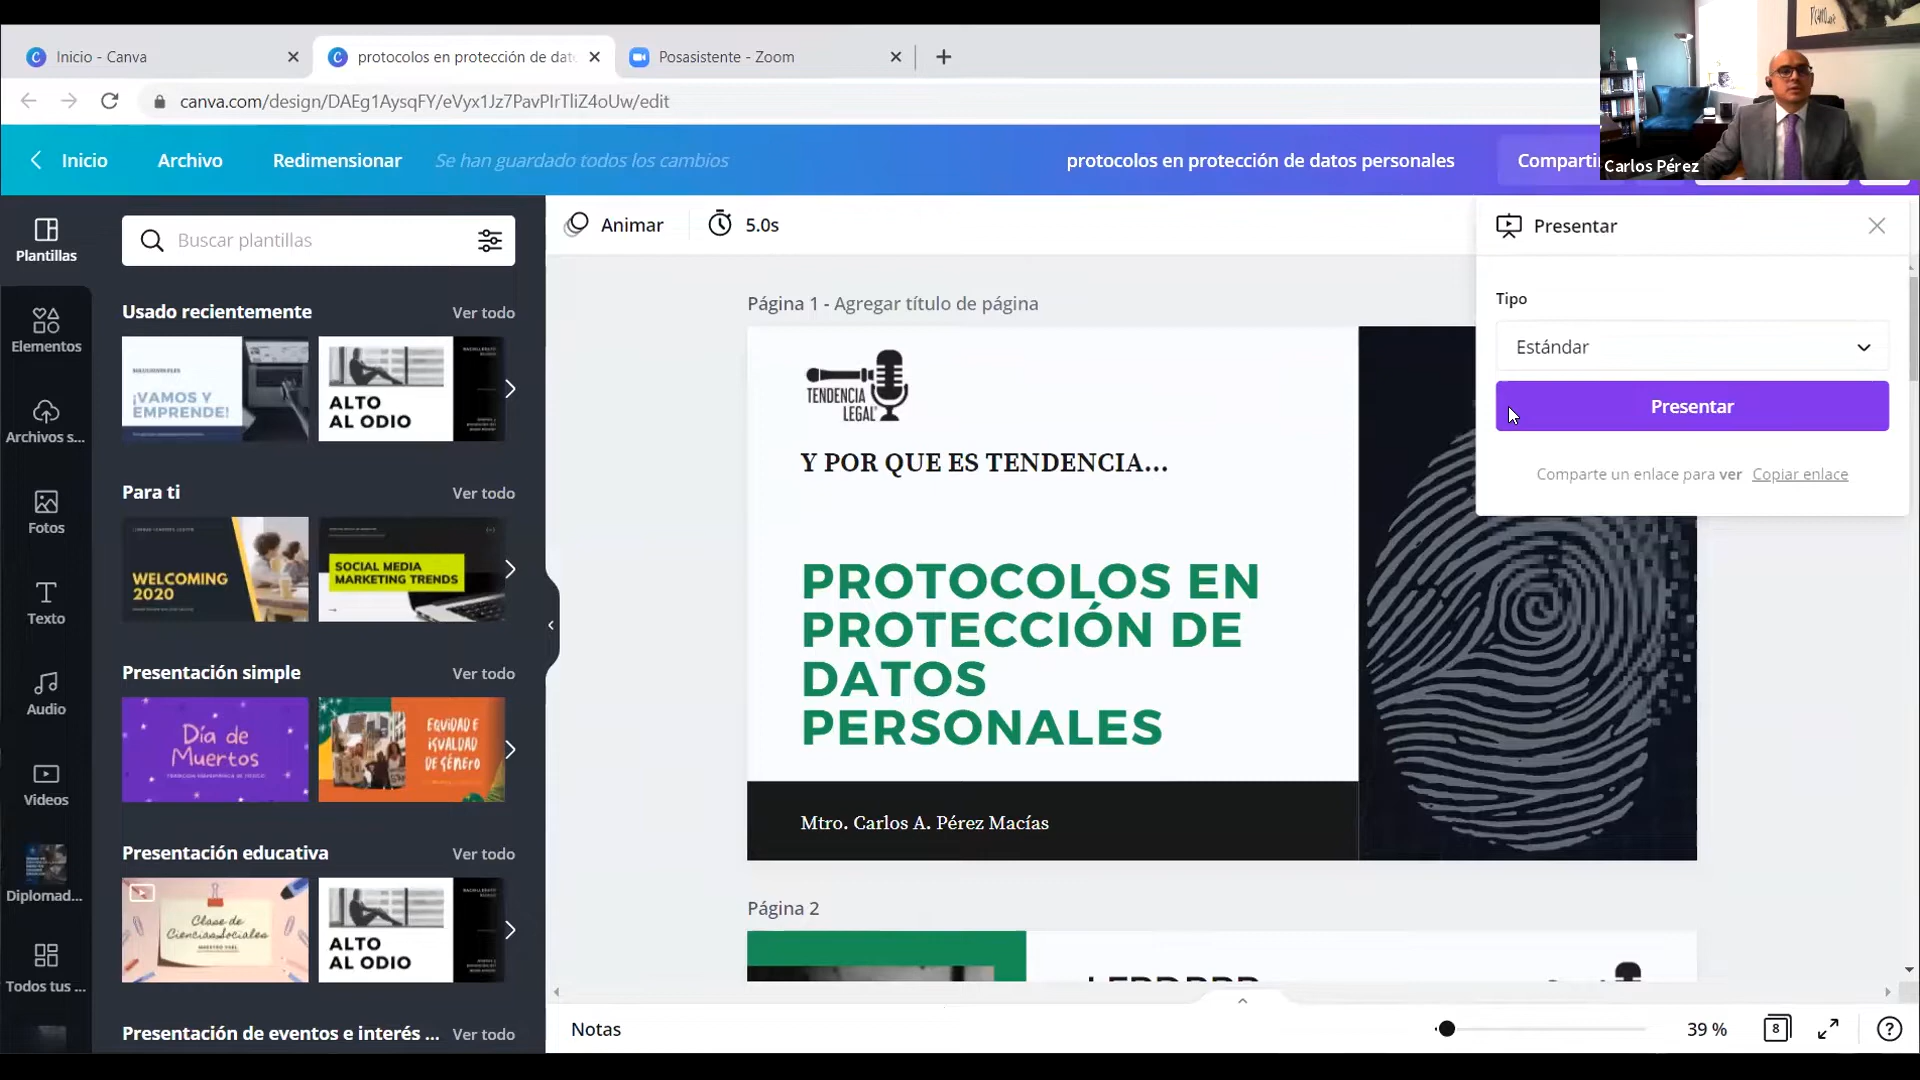 Inicio - Canva
protocolos en protección de dat
Posasistente - Zoom
canva.com/design/DAEg1AysqFY/eVyx1Jz7PavPIrTliZ4oUw/edit
Carlos Pérez
Inicio
Archivo
Redimensionar
Se han guardado todos los cambios
protocolos en protección de datos personales
Compartir
Plantillas
Elementos
Archivos s...
Fotos
Texto
Audio
Videos
Diplomad...
Todos tus ...
Buscar plantillas
Usado recientemente
Ver todo
¡VAMOS Y
EMPRENDE!
ALTO
AL ODIO
Para ti
Ver todo
WELCOMING
2020
SOCIAL MEDIA
MARKETING TRENDS
Presentación simple
Ver todo
Día de
Muertos
EQUIDAD E
IGUALDAD
DE GÉNERO
Presentación educativa
Ver todo
Clase de
Ciencias Sociales
ALTO
AL ODIO
Presentación de eventos e interés ...
Ver todo
Animar
5.0s
Página 1 - Agregar título de página
TENDENCIA
LEGAL
Y POR QUE ES TENDENCIA...
PROTOCOLOS EN
PROTECCIÓN DE
DATOS
PERSONALES
Mtro. Carlos A. Pérez Macías
Página 2
Presentar
Tipo
Estándar
Presentar
Comparte un enlace para ver Copiar enlace
Notas
39 %
8